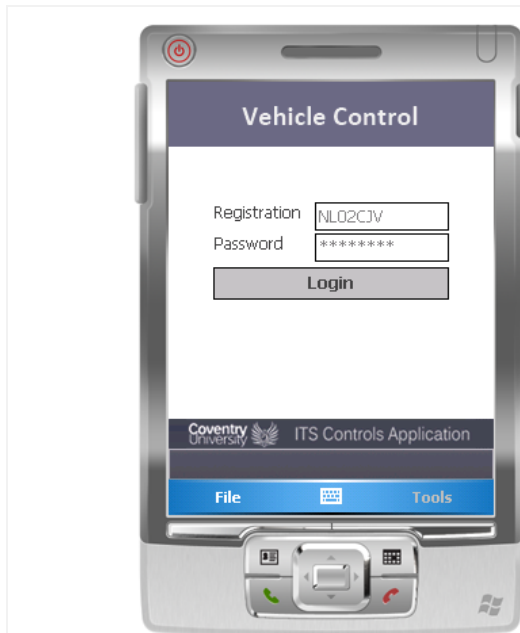 Vehicle Control
Registration NL02CJV
Password ********
Login
Coventry University ITS Controls Application
File Tools